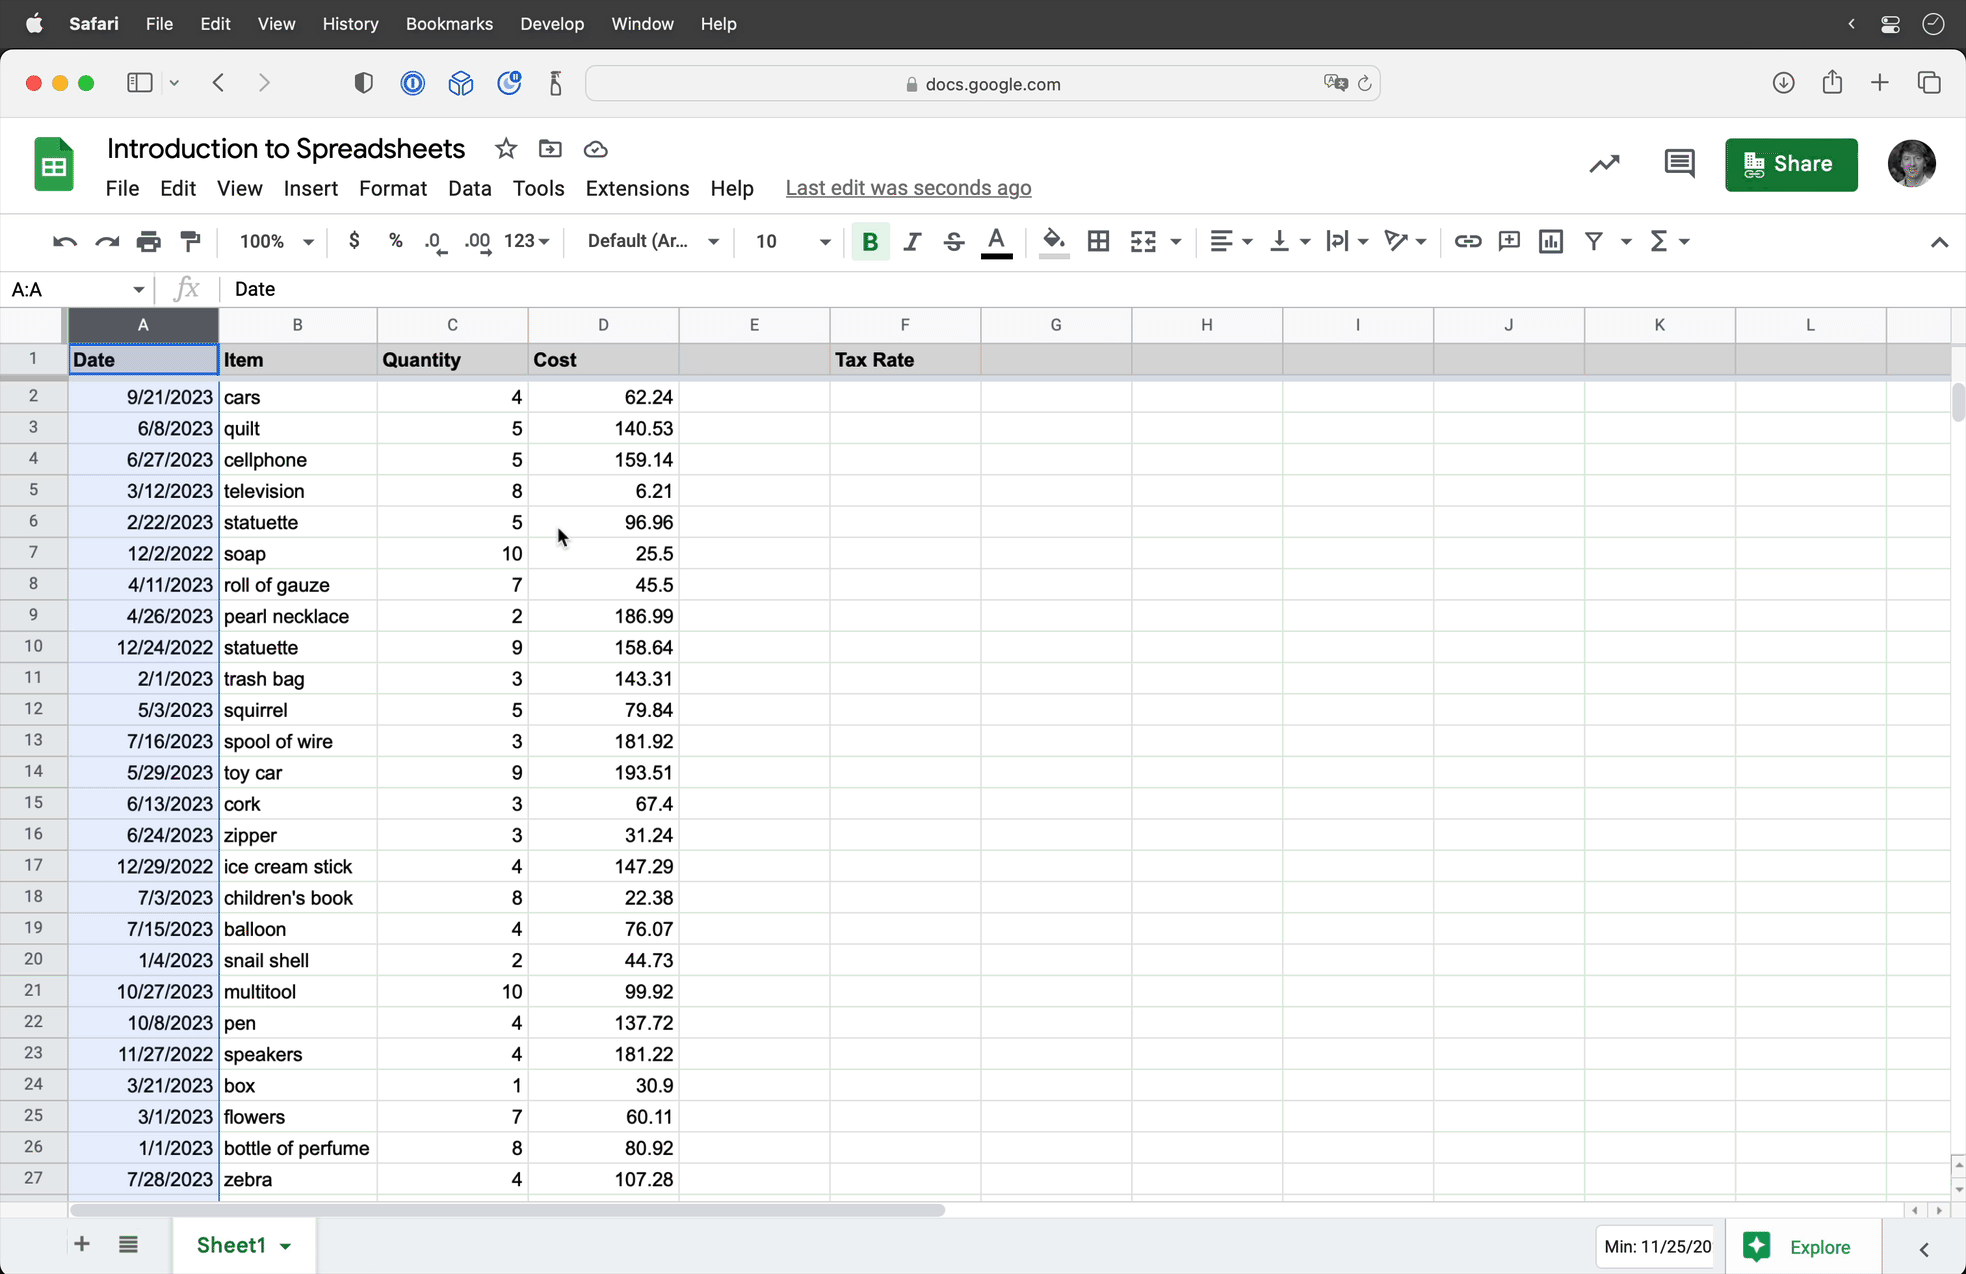 Safari File Edit View History Bookmarks Develop Window Help
docs.google.com
Introduction to Spreadsheets
Share
File Edit View Insert Format Data Tools Extensions Help Last edit was seconds ago
100% $ % .0 .00 123 Default (Ar... 10 B I S A
A:A fx Date
A B C D E F G H I J K L
1 Date Item Quantity Cost Tax Rate
2 9/21/2023 cars 4 62.24
3 6/8/2023 quilt 5 140.53
4 6/27/2023 cellphone 5 159.14
5 3/12/2023 television 8 6.21
6 2/22/2023 statuette 5 96.96
7 12/2/2022 soap 10 25.5
8 4/11/2023 roll of gauze 7 45.5
9 4/26/2023 pearl necklace 2 186.99
10 12/24/2022 statuette 9 158.64
11 2/1/2023 trash bag 3 143.31
12 5/3/2023 squirrel 5 79.84
13 7/16/2023 spool of wire 3 181.92
14 5/29/2023 toy car 9 193.51
15 6/13/2023 cork 3 67.4
16 6/24/2023 zipper 3 31.24
17 12/29/2022 ice cream stick 4 147.29
18 7/3/2023 children's book 8 22.38
19 7/15/2023 balloon 4 76.07
20 1/4/2023 snail shell 2 44.73
21 10/27/2023 multitool 10 99.92
22 10/8/2023 pen 4 137.72
23 11/27/2022 speakers 4 181.22
24 3/21/2023 box 1 30.9
25 3/1/2023 flowers 7 60.11
26 1/1/2023 bottle of perfume 8 80.92
27 7/28/2023 zebra 4 107.28
Sheet1 Min: 11/25/20 Explore